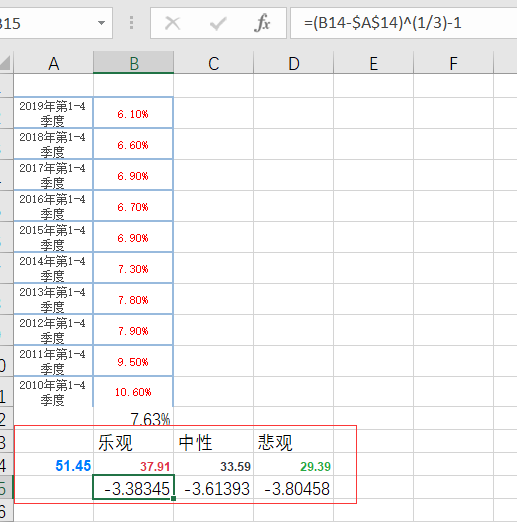 B15
=(B14-$A$14)^(1/3)-1
A B C D E F
2019年第1-4
季度
6.10%
2018年第1-4
季度
6.60%
2017年第1-4
季度
6.90%
2016年第1-4
季度
6.70%
2015年第1-4
季度
6.90%
2014年第1-4
季度
7.30%
2013年第1-4
季度
7.80%
2012年第1-4
季度
7.90%
2011年第1-4
季度
9.50%
2010年第1-4
季度
10.60%
7.63%
乐观 中性 悲观
51.45 37.91 33.59 29.39
-3.38345 -3.61393 -3.80458